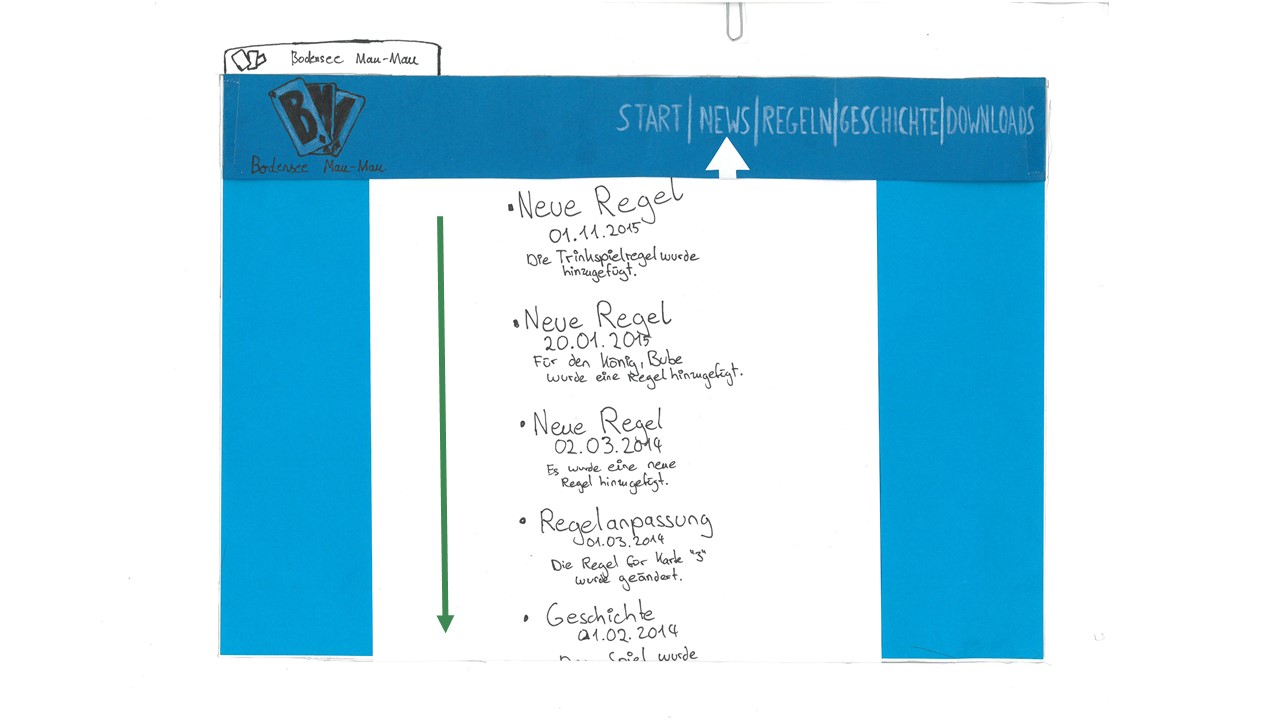 Bodensee Mau-Mau
B.M!
Bodensee Mau-Mau
START | NEWS | REGELN | GESCHICHTE | DOWNLOADS
• Neue Regel
01.11.2015
Die Trinkspielregel wurde
hinzugefügt.
• Neue Regel
20.01.2015
Für den König, Bube
wurde eine Regel hinzugefügt.
• Neue Regel
02.03.2014
Es wurde eine neue
Regel hinzugefügt.
• Regelanpassung
01.03.2014
Die Regel für Karte "3"
wurde geändert.
• Geschichte
01.02.2014
Spiel wurde